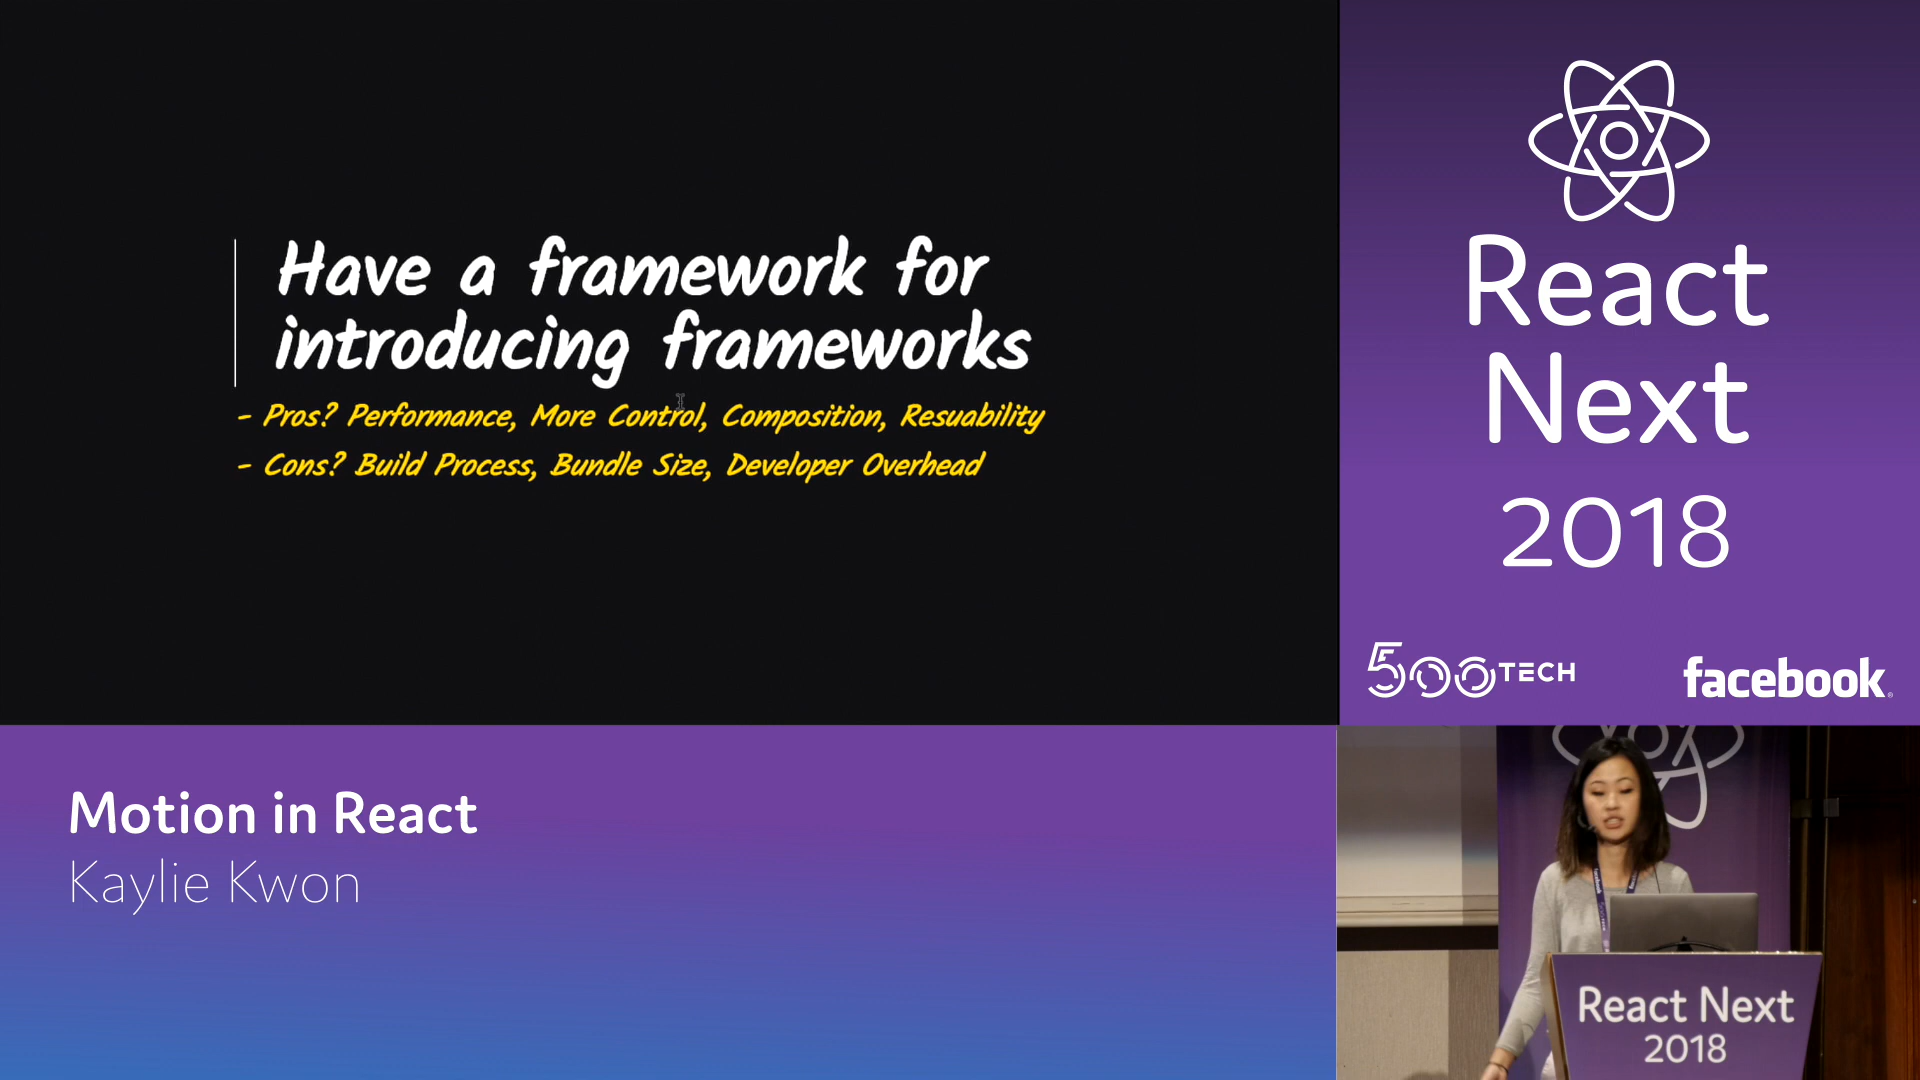 Have a framework for
introducing frameworks
- Pros? Performance, More Control, Composition, Resuability
- Cons? Build Process, Bundle Size, Developer Overhead
React
Next
2018
500TECH
facebook
Motion in React
Kaylie Kwon
React Next
2018